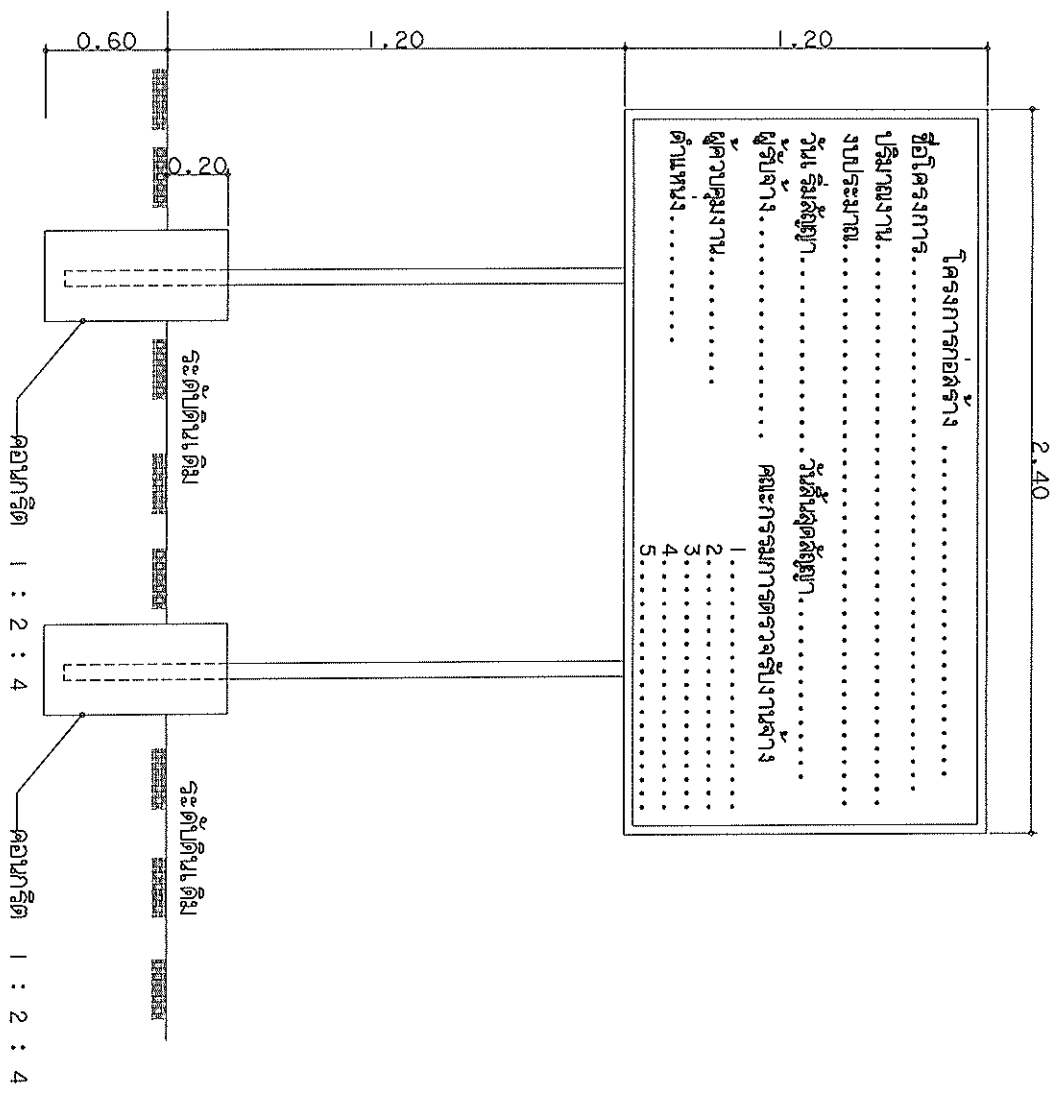 2.40
1.20
1.20
0.60
0.20
โครงการก่อสร้าง ..............................
ชื่อโครงการ..............................
ปริมาณงาน..............................
งบประมาณ..............................
วันเริ่มสัญญา....................วันสิ้นสุดสัญญา....................
ผู้รับจ้าง.................... คณะกรรมการตรวจรับงานจ้าง
ผู้ควบคุมงาน............... 1....................
ตำแหน่ง............... 2....................
3....................
4....................
5....................
ระดับดินเดิม
ระดับดินเดิม
คอนกรีต 1 : 2 : 4
คอนกรีต 1 : 2 : 4